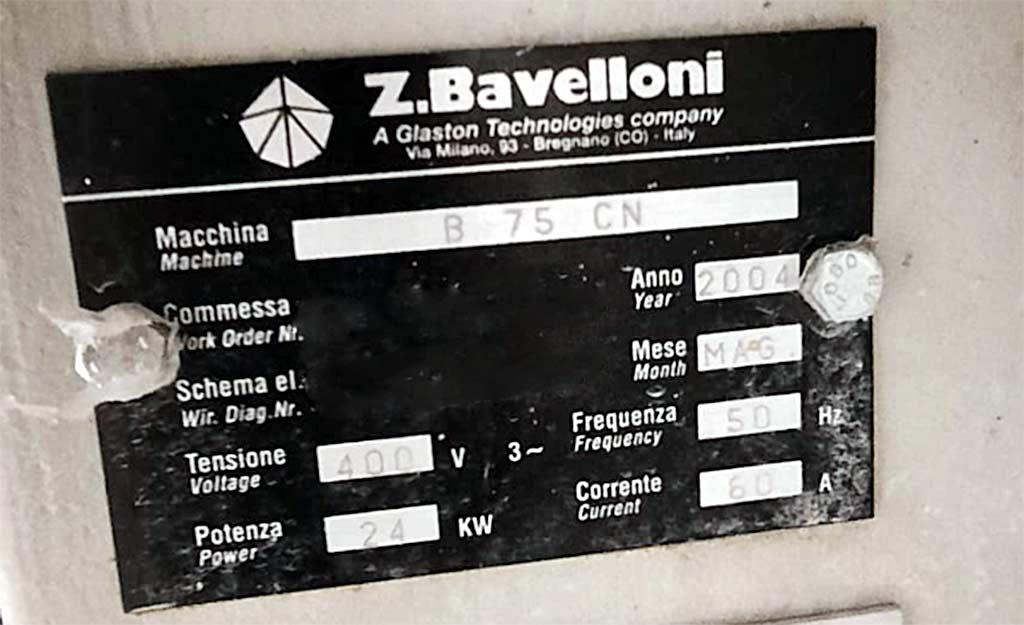 Z.Bavelloni
A Glaston Technologies company
Via Milano, 93 - Bregnano (CO) - Italy
Macchina B 75 CN
Machine
Anno 2004
Year
Commessa
Work Order Nr.
Mese MAG.
Month
Schema el.
Wir. Diag.Nr.
Frequenza 50 Hz
Frequency
Tensione 400 V 3~
Voltage
Corrente 60 A
Current
Potenza 24 KW
Power